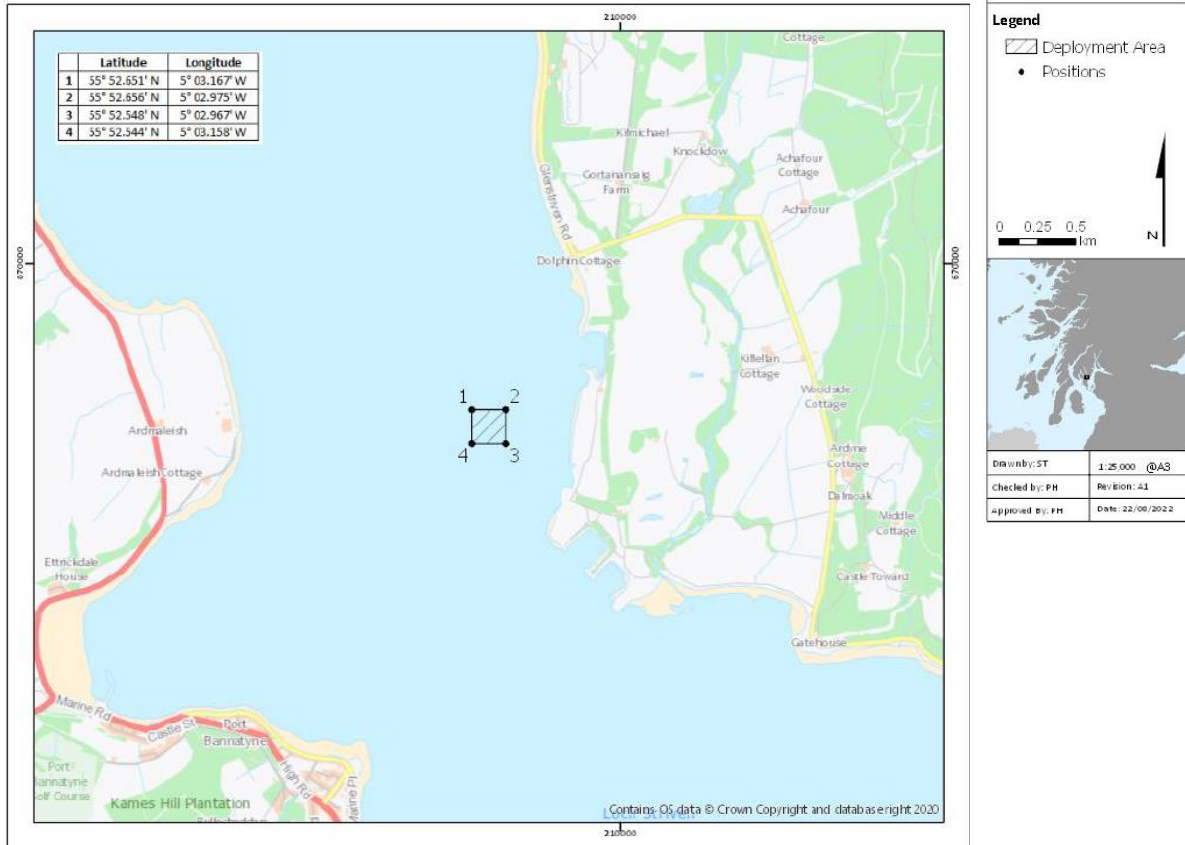 210000
Latitude Longitude
1 55° 52.651' N 5° 03.167' W
2 55° 52.656' N 5° 02.975' W
3 55° 52.548' N 5° 02.967' W
4 55° 52.544' N 5° 03.158' W
Cottage
Kilmichael
Knockdow
Achafour
Cottage
Gortanansaig
Farm
Achafour
Glenstriven Rd
Dolphin Cottage
670000
670000
Killellan
Cottage
Woodside
Cottage
1 2
4 3
Ardmaleish
Ardmaleish Cottage
Ardine
Cottage
Dalmoak
Middle
Cottage
Ettrickdale
House
Castle Toward
Gatehouse
Marine Rd
Castle St
Port
Bannatyne
High Rd
Marine Pl
Port
Bannatyne
Golf Course
Kames Hill Plantation
Contains OS data © Crown Copyright and database right 2020
Loch Striven
210000
Legend
Deployment Area
Positions
0 0.25 0.5
km
N
Drawn by: ST 1:25,000 @A3
Checked by: PH Revision: A1
Approved By: PH Date: 22/08/2022